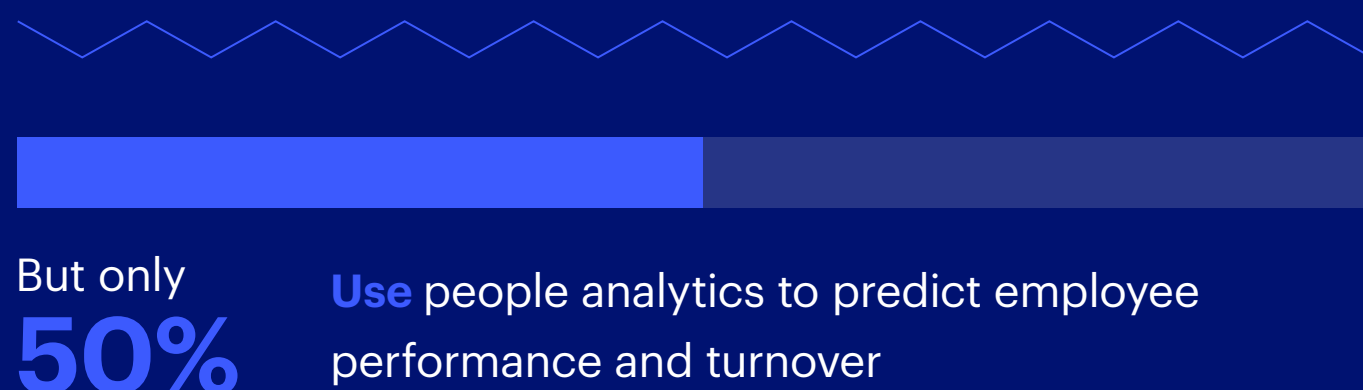 But only
50%
Use people analytics to predict employee
performance and turnover